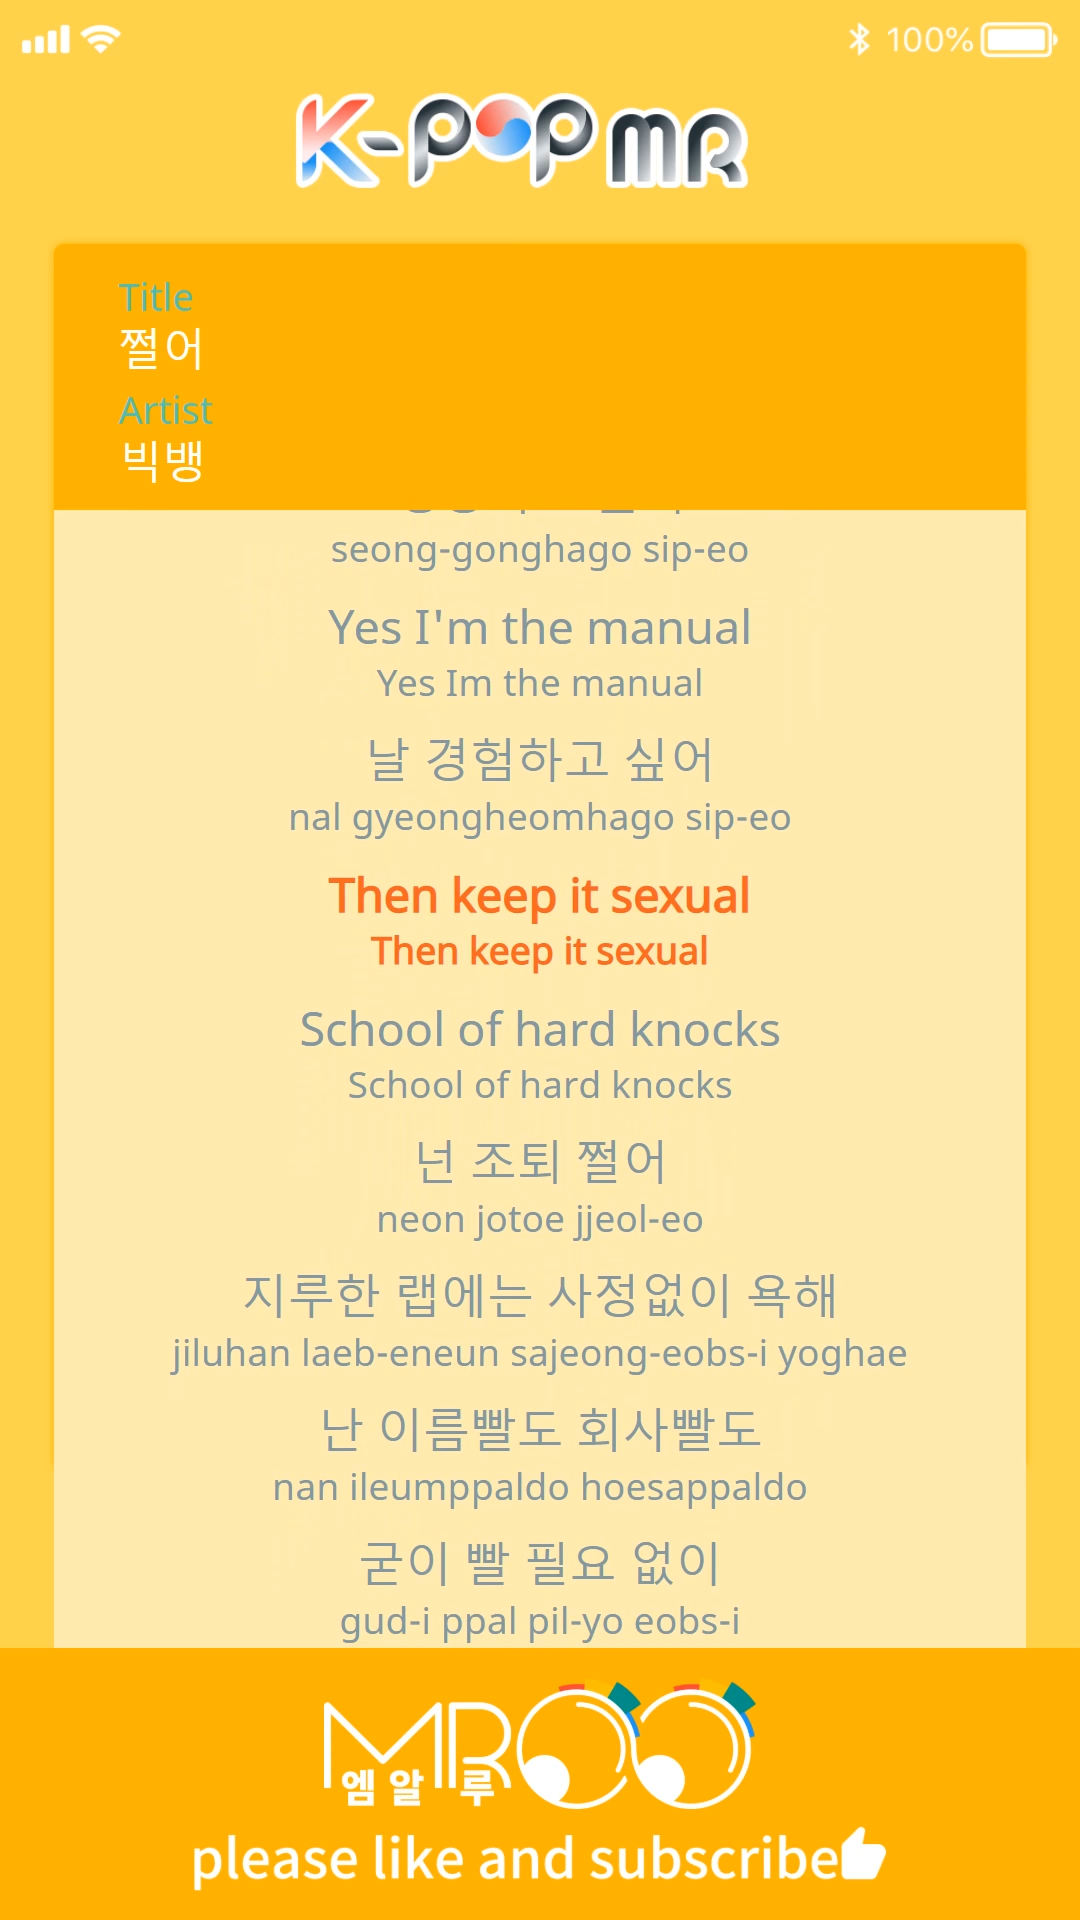 100%
K-POP MR
Title
쩔어
Artist
빅뱅
seong-gonghago sip-eo
Yes I'm the manual
Yes Im the manual
날 경험하고 싶어
nal gyeongheomhago sip-eo
Then keep it sexual
Then keep it sexual
School of hard knocks
School of hard knocks
넌 조퇴 쩔어
neon jotoe jjeol-eo
지루한 랩에는 사정없이 욕해
jiluhan laeb-eneun sajeong-eobs-i yoghae
난 이름빨도 회사빨도
nan ileumppaldo hoesappaldo
굳이 빨 필요 없이
gud-i ppal pil-yo eobs-i
MROO
엠알루
please like and subscribe